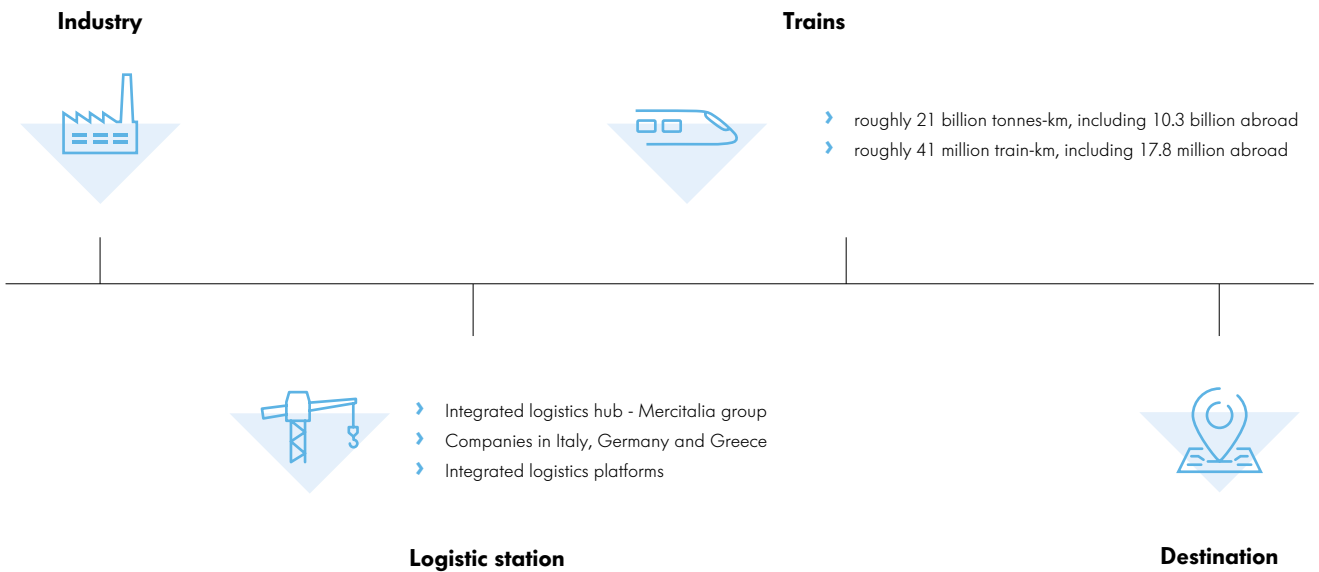 Industry
Trains
roughly 21 billion tonnes-km, including 10.3 billion abroad
roughly 41 million train-km, including 17.8 million abroad
Integrated logistics hub - Mercitalia group
Companies in Italy, Germany and Greece
Integrated logistics platforms
Logistic station
Destination